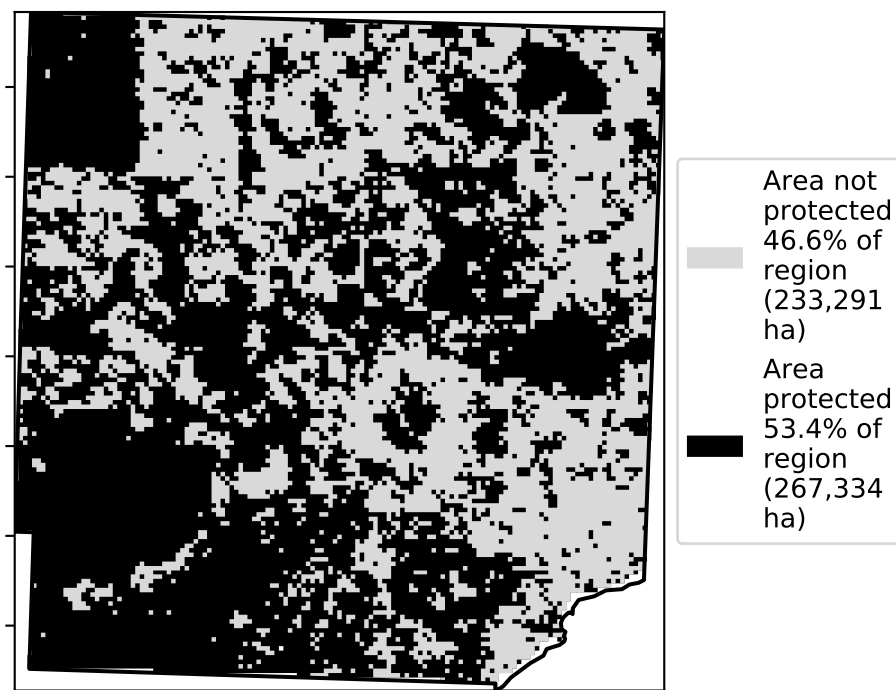 Area not
protected
46.6% of
region
(233,291
ha)
Area
protected
53.4% of
region
(267,334
ha)